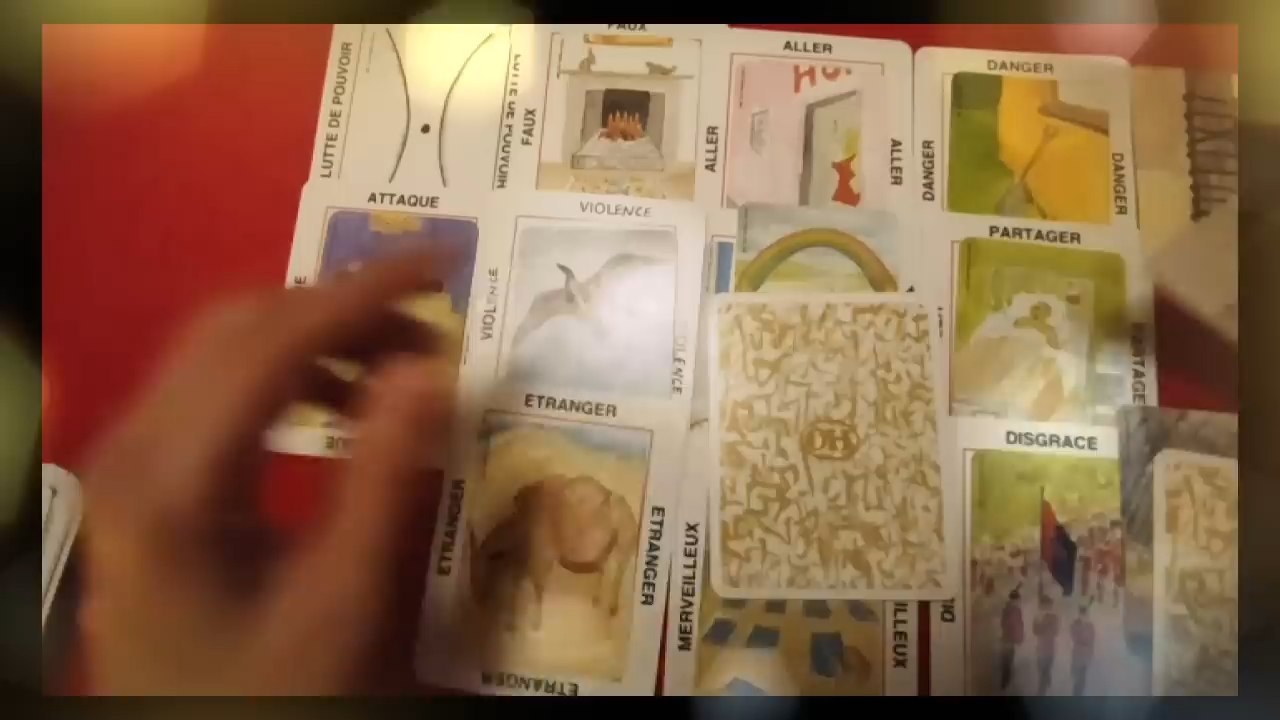 LUTTE DE POUVOIR
LUTTE DE POUVOIR
FAUX
FAUX
ALLER
ALLER
ALLER
DANGER
DANGER
DANGER
ATTAQUE
VIOLENCE
VIOLENCE
PARTAGER
ETRANGER
ETRANGER
ETRANGER
ETRANGER
DISGRACE
MERVEILLEUX
ILLEUX